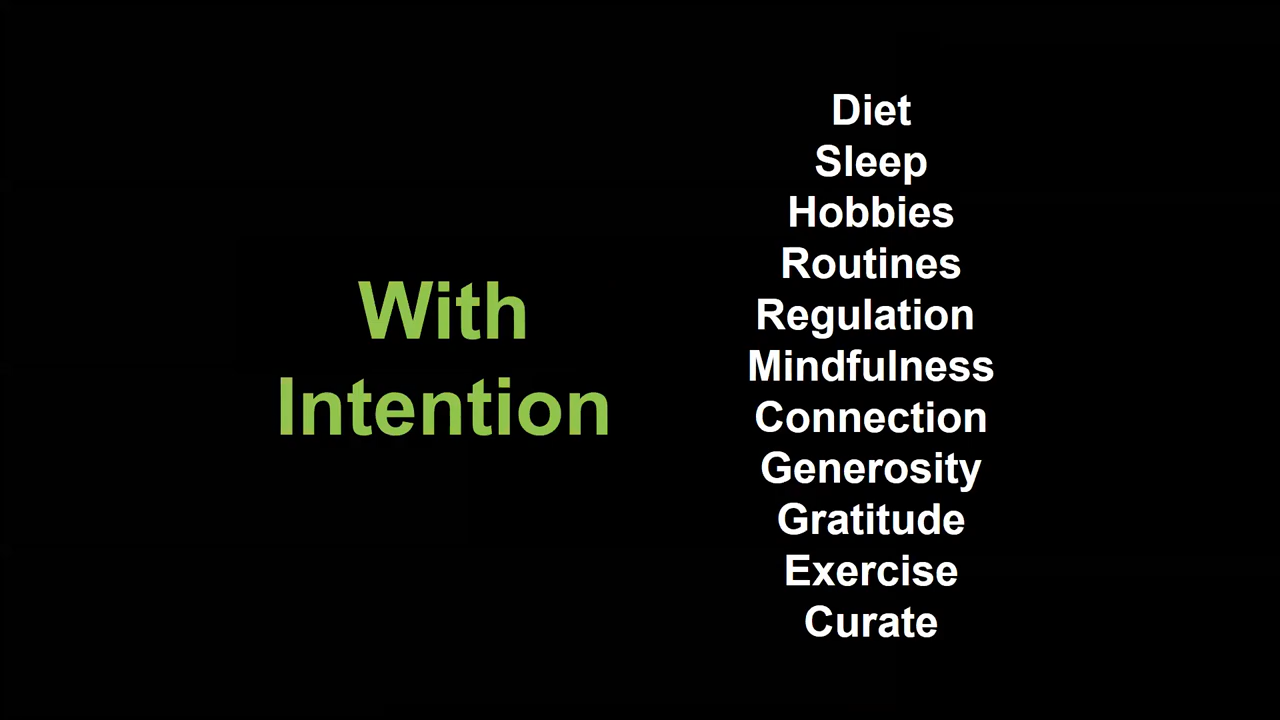 With
Intention
Diet
Sleep
Hobbies
Routines
Regulation
Mindfulness
Connection
Generosity
Gratitude
Exercise
Curate